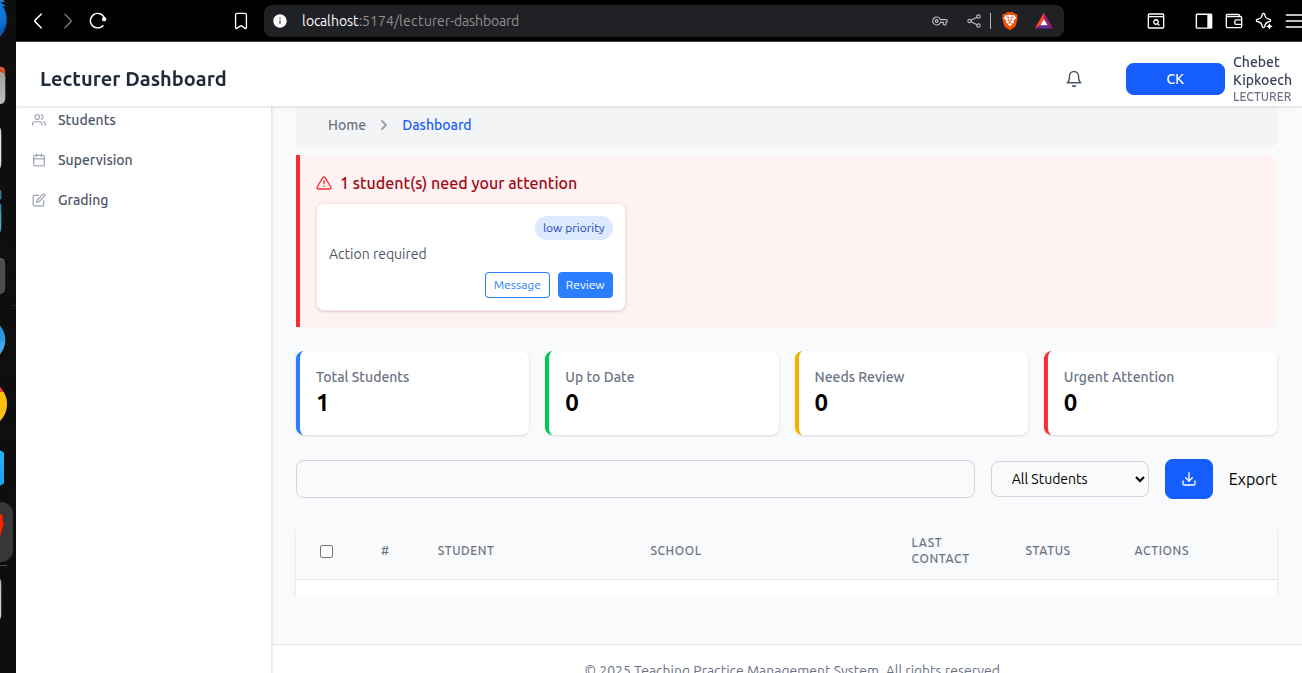 localhost:5174/lecturer-dashboard
Lecturer Dashboard
CK
Chebet
Kipkoech
LECTURER
Students
Supervision
Grading
Home > Dashboard
1 student(s) need your attention
low priority
Action required
Message
Review
Total Students
1
Up to Date
0
Needs Review
0
Urgent Attention
0
All Students
Export
# STUDENT SCHOOL LAST CONTACT STATUS ACTIONS
© 2025 Teaching Practice Management System. All rights reserved.